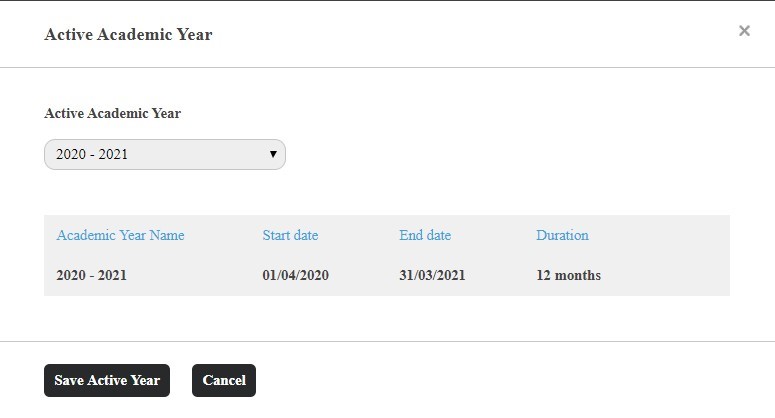 Active Academic Year
×
Active Academic Year
2020 - 2021
Academic Year Name Start date End date Duration
2020 - 2021 01/04/2020 31/03/2021 12 months
Save Active Year Cancel